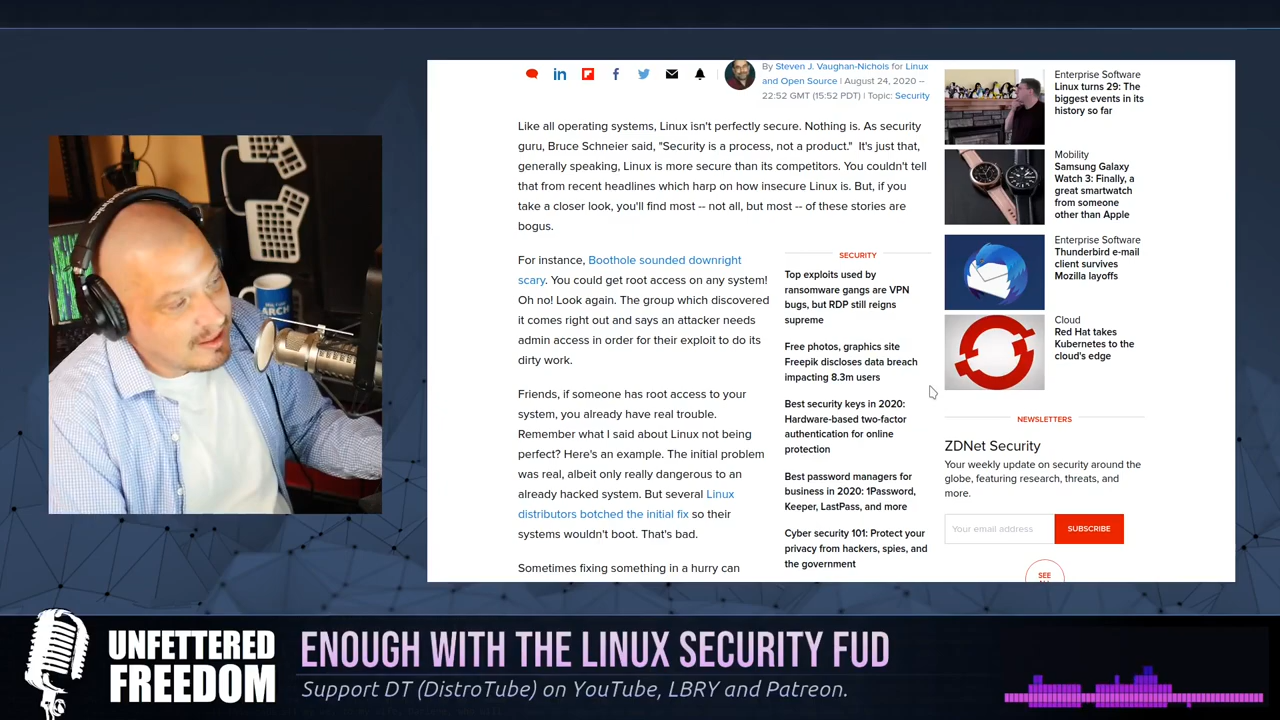 By Steven J. Vaughan-Nichols for Linux
and Open Source | August 24, 2020 --
22:52 GMT (15:52 PDT) | Topic: Security
Like all operating systems, Linux isn't perfectly secure. Nothing is. As security
guru, Bruce Schneier said, "Security is a process, not a product."  It's just that,
generally speaking, Linux is more secure than its competitors. You couldn't tell
that from recent headlines which harp on how insecure Linux is. But, if you
take a closer look, you'll find most -- not all, but most -- of these stories are
bogus.
For instance, Boothole sounded downright
scary. You could get root access on any system!
Oh no! Look again. The group which discovered
it comes right out and says an attacker needs
admin access in order for their exploit to do its
dirty work.
Friends, if someone has root access to your
system, you already have real trouble.
Remember what I said about Linux not being
perfect? Here's an example. The initial problem
was real, albeit only really dangerous to an
already hacked system. But several Linux
distributors botched the initial fix so their
systems wouldn't boot. That's bad.
Sometimes fixing something in a hurry can
SECURITY
Top exploits used by
ransomware gangs are VPN
bugs, but RDP still reigns
supreme
Free photos, graphics site
Freepik discloses data breach
impacting 8.3m users
Best security keys in 2020:
Hardware-based two-factor
authentication for online
protection
Best password managers for
business in 2020: 1Password,
Keeper, LastPass, and more
Cyber security 101: Protect your
privacy from hackers, spies, and
the government
Enterprise Software
Linux turns 29: The
biggest events in its
history so far
Mobility
Samsung Galaxy
Watch 3: Finally, a
great smartwatch
from someone
other than Apple
Enterprise Software
Thunderbird e-mail
client survives
Mozilla layoffs
Cloud
Red Hat takes
Kubernetes to the
cloud's edge
NEWSLETTERS
ZDNet Security
Your weekly update on security around the
globe, featuring research, threats, and
more.
Your email address
SUBSCRIBE
SEE
ARCH
UNFETTERED
FREEDOM
ENOUGH WITH THE LINUX SECURITY FUD
Support DT (DistroTube) on YouTube, LBRY and Patreon.